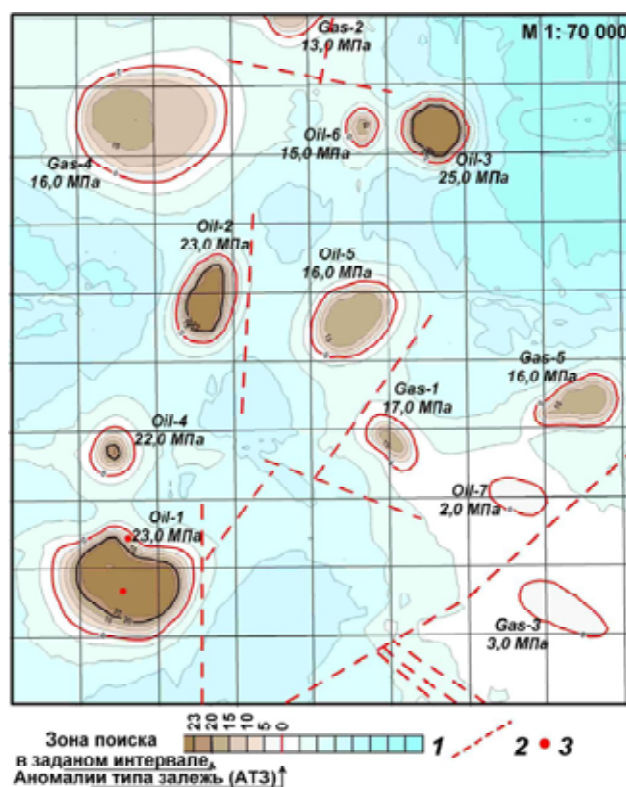 Gas-2
13,0 МПа
М 1: 70 000
Oil-6
15,0 МПа
Oil-3
25,0 МПа
Gas-4
16,0 МПа
Oil-2
23,0 МПа
Oil-5
16,0 МПа
Gas-5
16,0 МПа
Gas-1
17,0 МПа
Oil-4
22,0 МПа
Oil-7
2,0 МПа
Oil-1
23,0 МПа
Gas-3
3,0 МПа
23 20 15 10 5 0
Зона поиска
в заданом интервале,
Аномалии типа залежь (АТЗ)
1 2 3